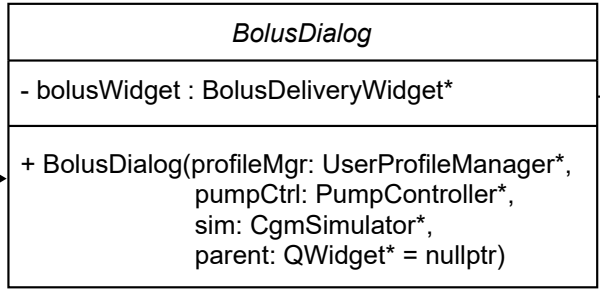 BolusDialog
- bolusWidget : BolusDeliveryWidget*
+ BolusDialog(profileMgr: UserProfileManager*,
pumpCtrl: PumpController*,
sim: CgmSimulator*,
parent: QWidget* = nullptr)